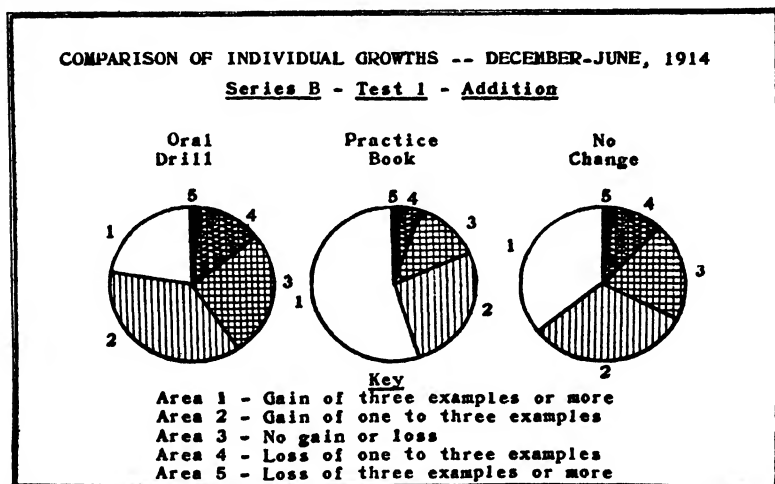 COMPARISON OF INDIVIDUAL GROWTHS -- DECEMBER-JUNE, 1914
Series B - Test 1 - Addition
Oral
Drill
5
4
1
3
2
Practice
Book
5
4
3
1
2
No
Change
5
4
1
3
2
Key
Area 1 - Gain of three examples or more
Area 2 - Gain of one to three examples
Area 3 - No gain or loss
Area 4 - Loss of one to three examples
Area 5 - Loss of three examples or more